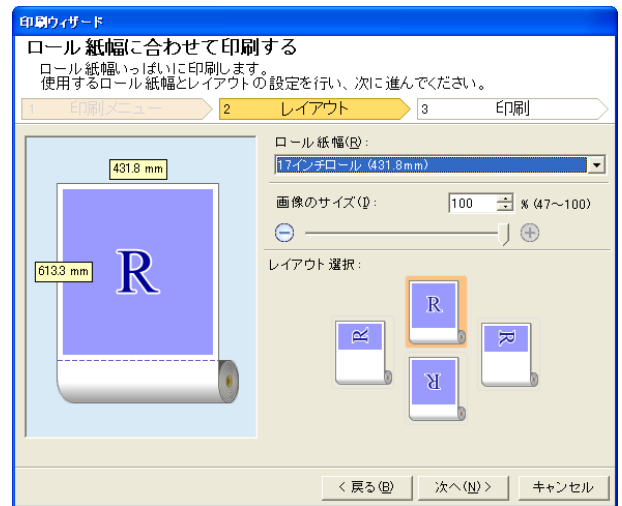 印刷ウィザード
ロール紙幅に合わせて印刷する
ロール紙幅いっぱいに印刷します。
使用するロール紙幅とレイアウトの設定を行い、次に進んでください。
1 印刷メニュー 2 レイアウト 3 印刷
ロール紙幅(R):
17インチロール (431.8mm)
431.8 mm
画像のサイズ(I): 100 % (47～100)
レイアウト選択:
613.3 mm
R
R
R
R
R
< 戻る(B) 次へ(N) > キャンセル